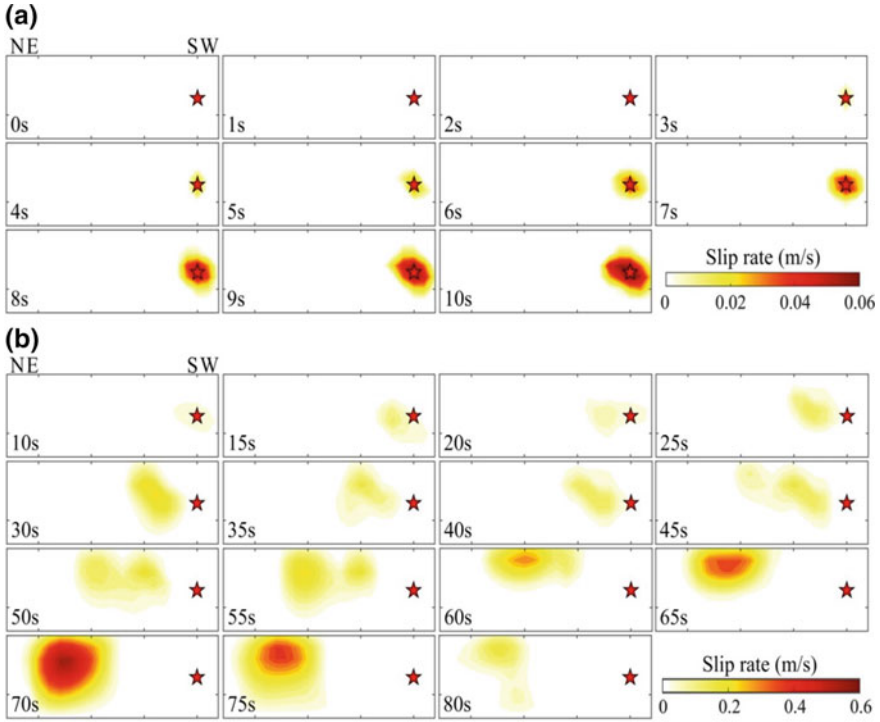 (a)
NE SW
0s 1s 2s 3s
4s 5s 6s 7s
Slip rate (m/s)
8s 9s 10s
0 0.02 0.04 0.06
(b)
NE SW
10s 15s 20s 25s
30s 35s 40s 45s
50s 55s 60s 65s
Slip rate (m/s)
70s 75s 80s
0 0.2 0.4 0.6